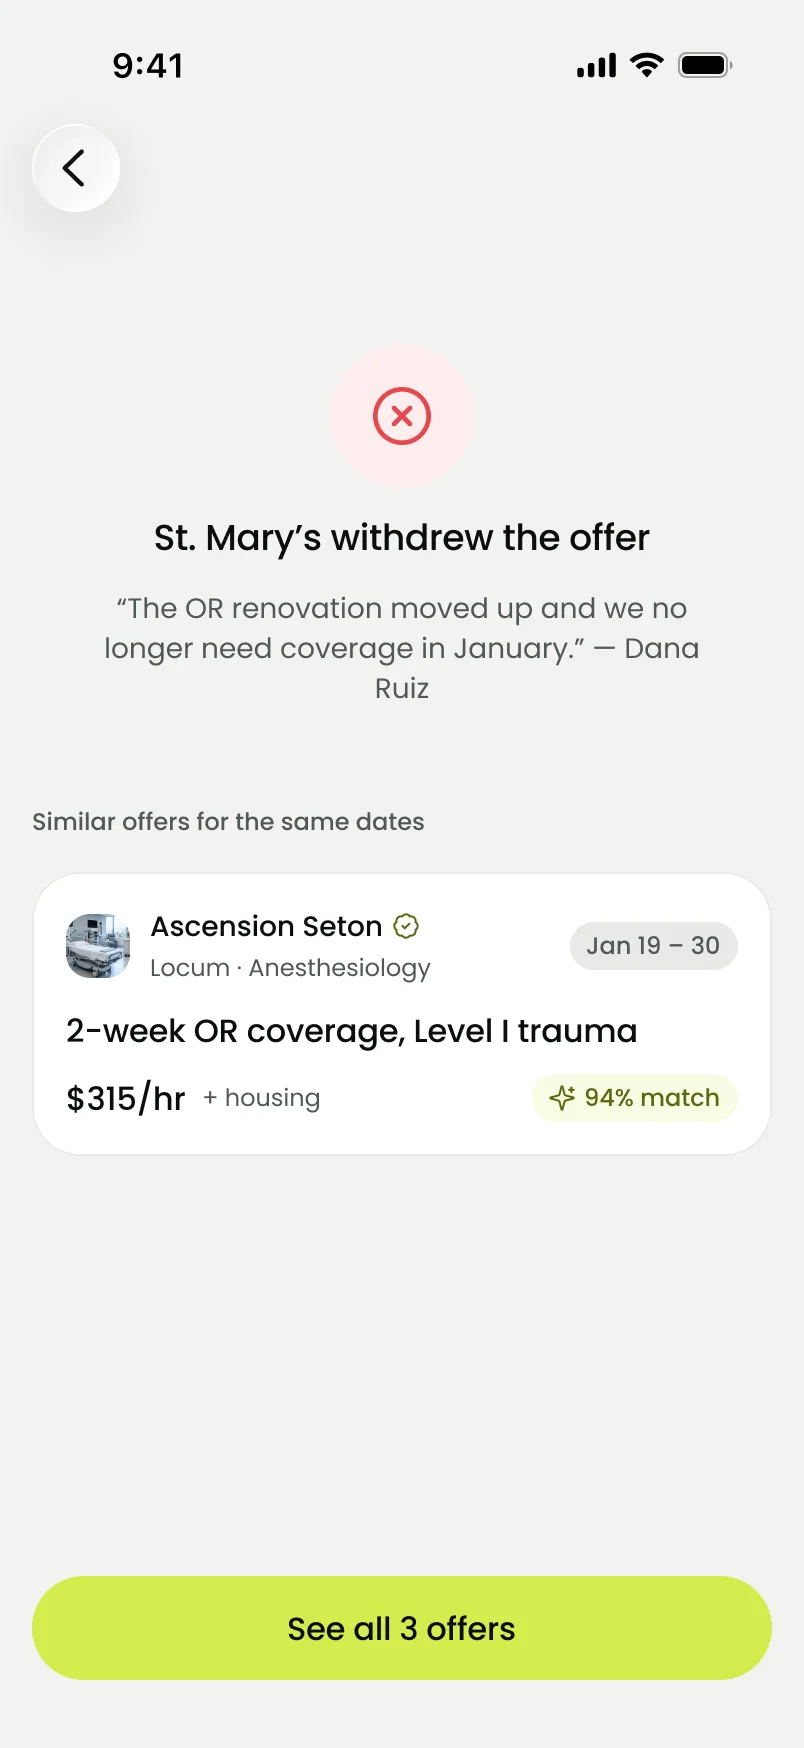 9:41
St. Mary’s withdrew the offer
“The OR renovation moved up and we no
longer need coverage in January.” — Dana
Ruiz
Similar offers for the same dates
Ascension Seton
Locum · Anesthesiology
Jan 19 – 30
2-week OR coverage, Level I trauma
$315/hr + housing
94% match
See all 3 offers